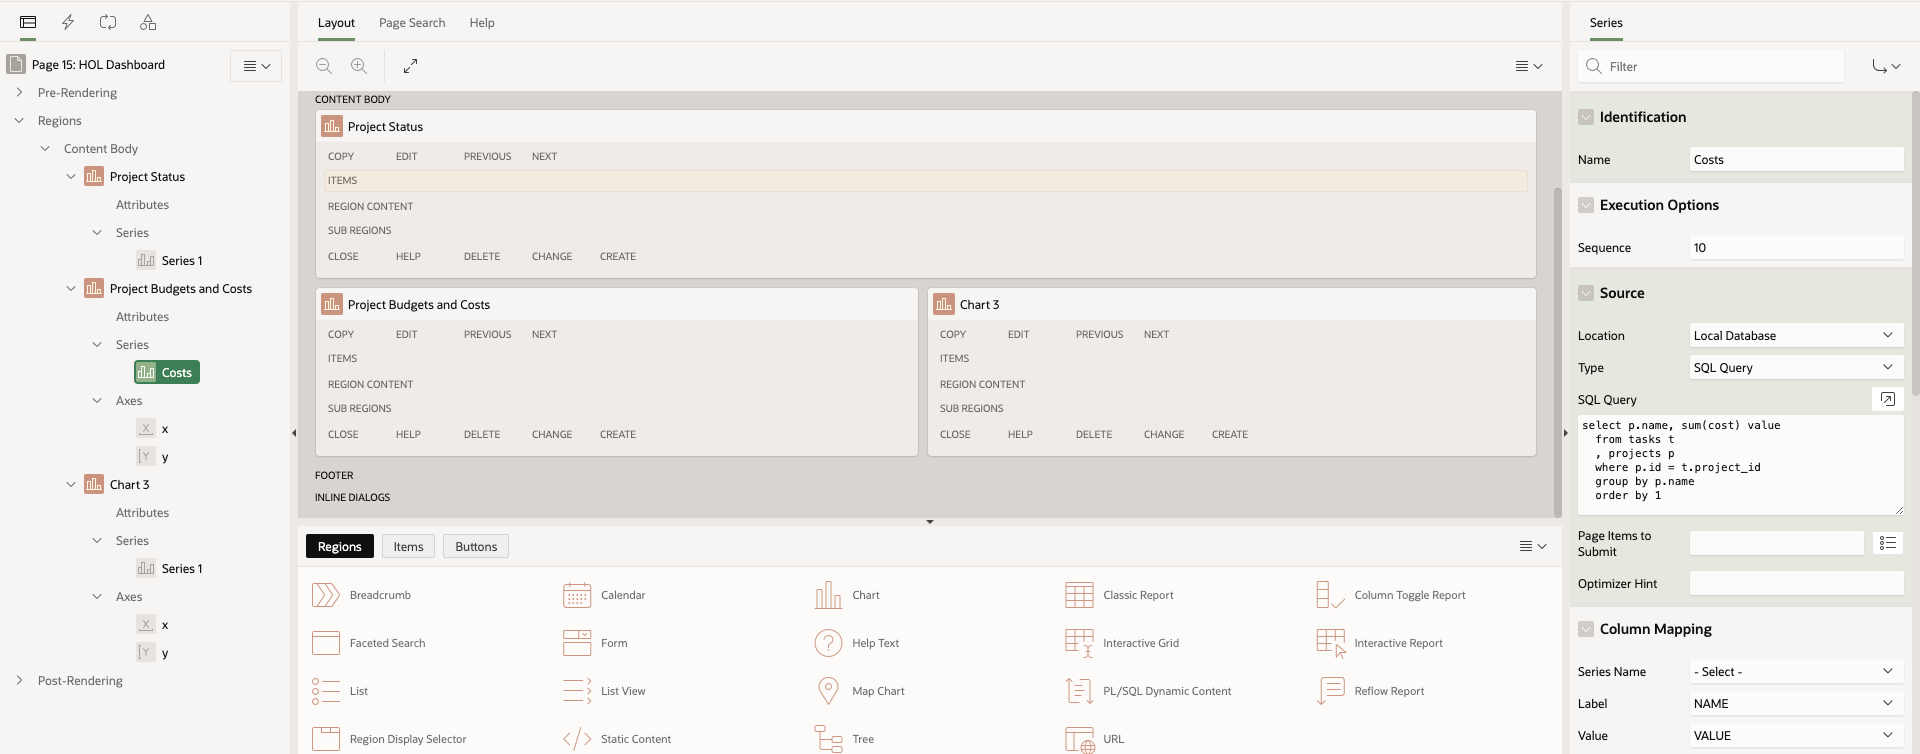 Page 15: HOL Dashboard
Pre-Rendering
Regions
Content Body
Project Status
Attributes
Series
Series 1
Project Budgets and Costs
Attributes
Series
Costs
Axes
X x
Y y
Chart 3
Attributes
Series
Series 1
Axes
X x
Y y
Post-Rendering
Layout Page Search Help
CONTENT BODY
Project Status
COPY EDIT PREVIOUS NEXT
ITEMS
REGION CONTENT
SUB REGIONS
CLOSE HELP DELETE CHANGE CREATE
Project Budgets and Costs
COPY EDIT PREVIOUS NEXT
ITEMS
REGION CONTENT
SUB REGIONS
CLOSE HELP DELETE CHANGE CREATE
Chart 3
COPY EDIT PREVIOUS NEXT
ITEMS
REGION CONTENT
SUB REGIONS
CLOSE HELP DELETE CHANGE CREATE
FOOTER
INLINE DIALOGS
Regions Items Buttons
Breadcrumb Calendar Chart Classic Report Column Toggle Report
Faceted Search Form Help Text Interactive Grid Interactive Report
List List View Map Chart PL/SQL Dynamic Content Reflow Report
Region Display Selector Static Content Tree URL
Series
Filter
Identification
Name Costs
Execution Options
Sequence 10
Source
Location Local Database
Type SQL Query
SQL Query
select p.name, sum(cost) value
from tasks t
, projects p
where p.id = t.project_id
group by p.name
order by 1
Page Items to
Submit
Optimizer Hint
Column Mapping
Series Name - Select -
Label NAME
Value VALUE